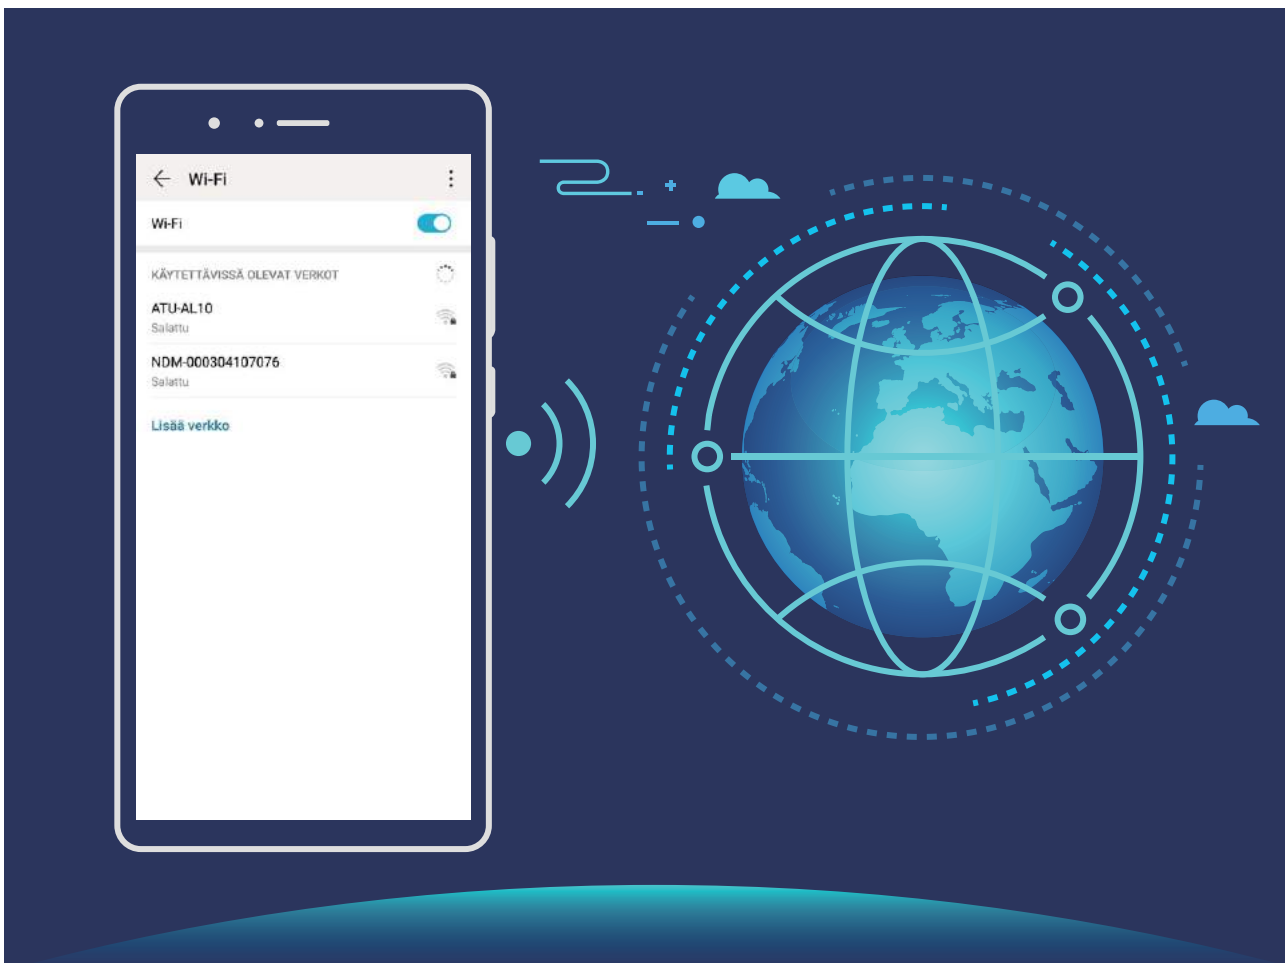 Wi-Fi
Wi-Fi
KÄYTETTÄVISSÄ OLEVAT VERKOT
ATU-AL10
Salattu
NDM-000304107076
Salattu
Lisää verkko